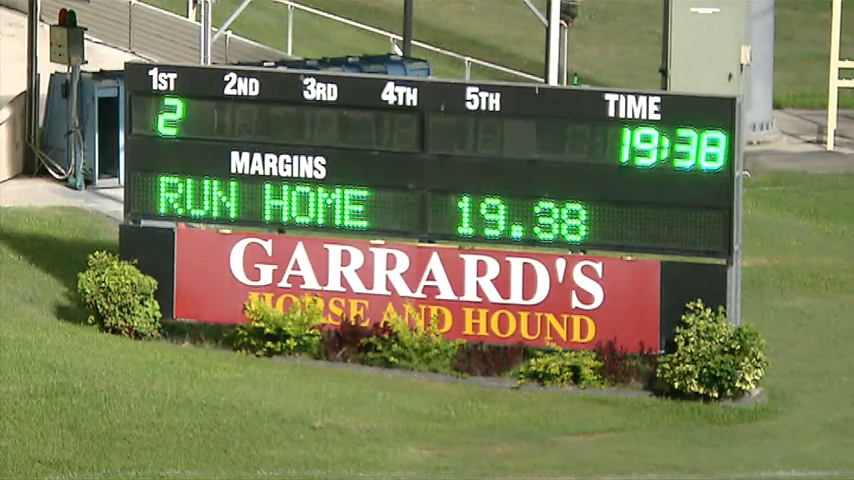 1ST 2ND 3RD 4TH 5TH TIME
2 19:38
MARGINS
RUN HOME 19.38
GARRARD'S
HORSE AND HOUND